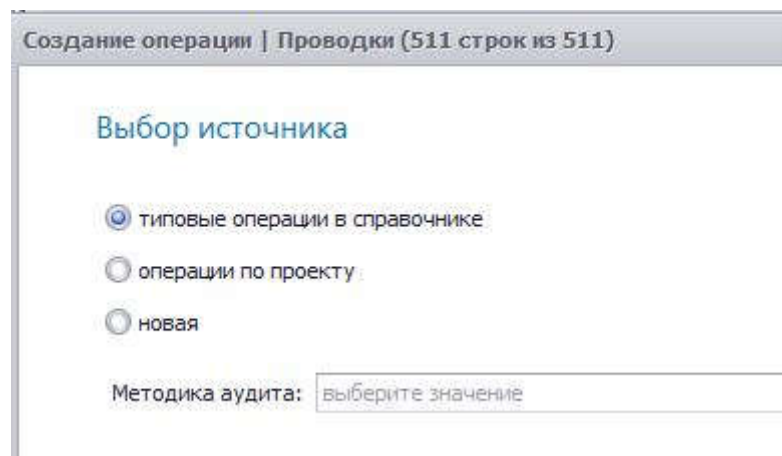 Создание операции | Проводки (511 строк из 511)
Выбор источника
типовые операции в справочнике
операции по проекту
новая
Методика аудита: выберите значение